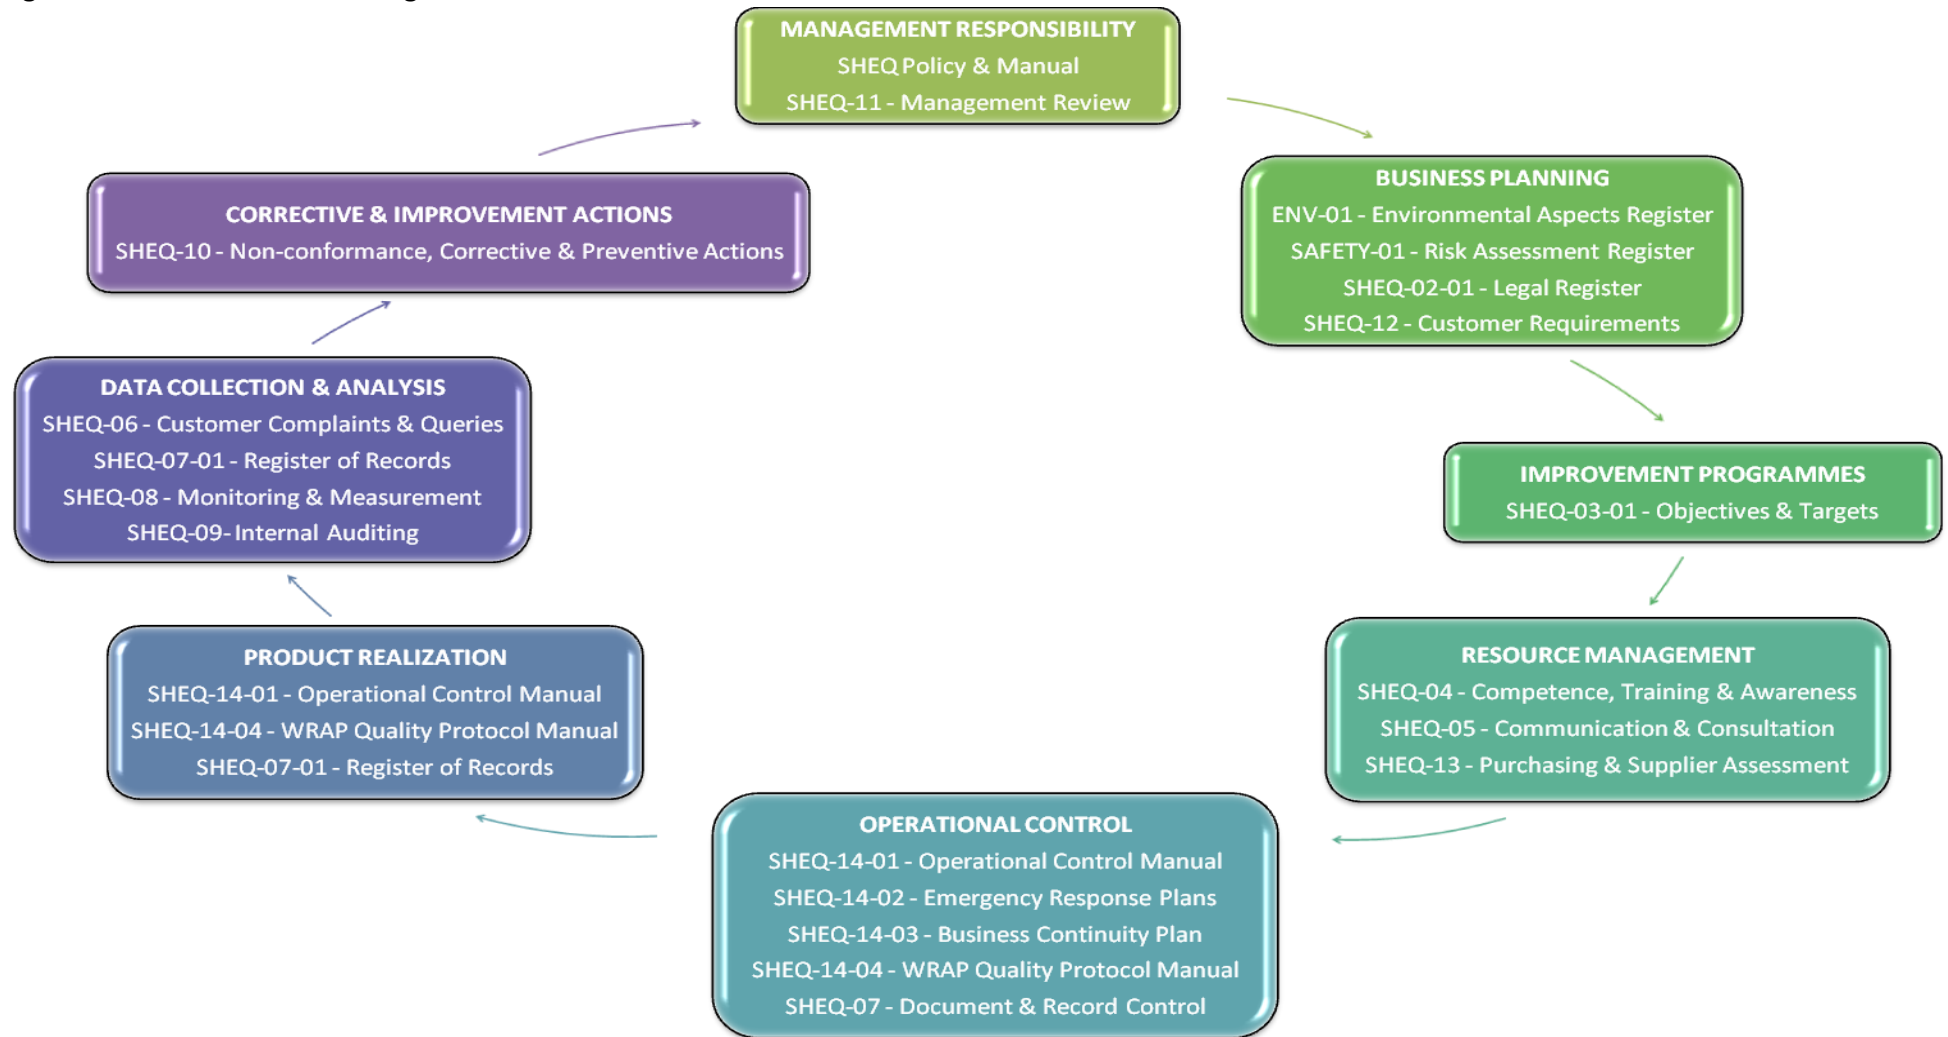 MANAGEMENT RESPONSIBILITY
SHEQ Policy & Manual
SHEQ-11 - Management Review
BUSINESS PLANNING
ENV-01 - Environmental Aspects Register
SAFETY-01 - Risk Assessment Register
SHEQ-02-01 - Legal Register
SHEQ-12 - Customer Requirements
IMPROVEMENT PROGRAMMES
SHEQ-03-01 - Objectives & Targets
RESOURCE MANAGEMENT
SHEQ-04 - Competence, Training & Awareness
SHEQ-05 - Communication & Consultation
SHEQ-13 - Purchasing & Supplier Assessment
OPERATIONAL CONTROL
SHEQ-14-01 - Operational Control Manual
SHEQ-14-02 - Emergency Response Plans
SHEQ-14-03 - Business Continuity Plan
SHEQ-14-04 - WRAP Quality Protocol Manual
SHEQ-07 - Document & Record Control
PRODUCT REALIZATION
SHEQ-14-01 - Operational Control Manual
SHEQ-14-04 - WRAP Quality Protocol Manual
SHEQ-07-01 - Register of Records
DATA COLLECTION & ANALYSIS
SHEQ-06 - Customer Complaints & Queries
SHEQ-07-01 - Register of Records
SHEQ-08 - Monitoring & Measurement
SHEQ-09- Internal Auditing
CORRECTIVE & IMPROVEMENT ACTIONS
SHEQ-10 - Non-conformance, Corrective & Preventive Actions